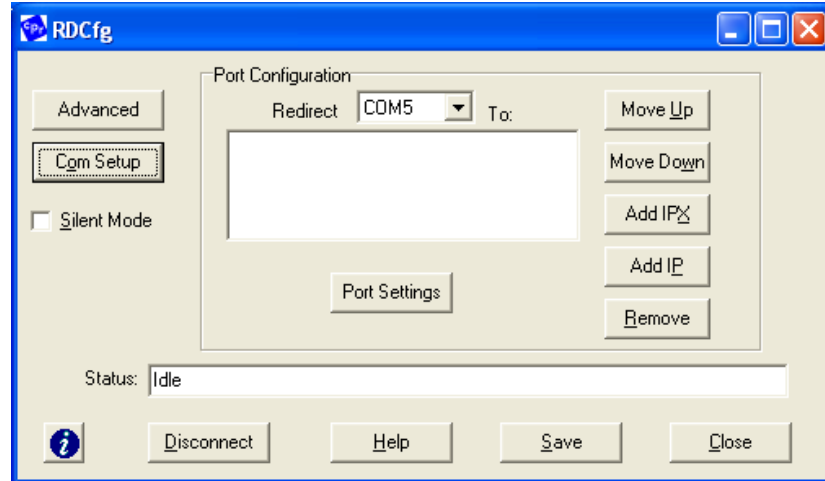 cpr RDCfg
Port Configuration
Advanced
Redirect COM5 To:
Move Up
Com Setup
Move Down
Silent Mode
Add IPX
Add IP
Port Settings
Remove
Status: Idle
Disconnect Help Save Close